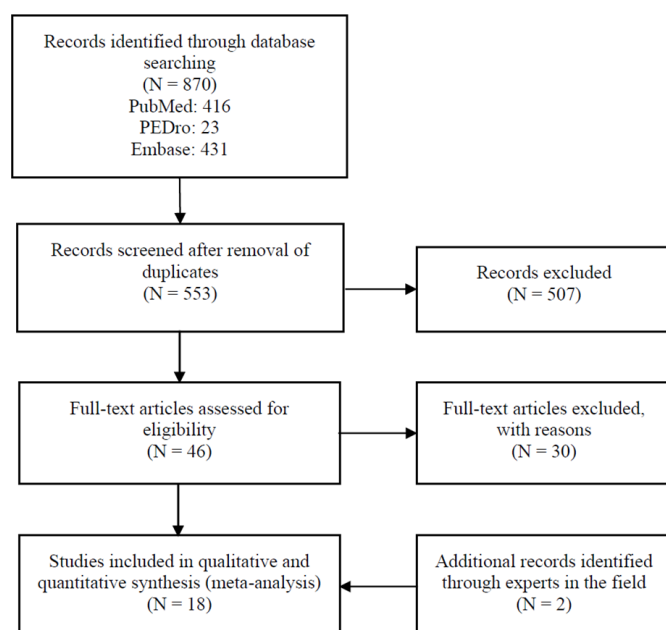 Records identified through database
searching
(N = 870)
PubMed: 416
PEDro: 23
Embase: 431
Records screened after removal of
duplicates
(N = 553)
Records excluded
(N = 507)
Full-text articles assessed for
eligibility
(N = 46)
Full-text articles excluded,
with reasons
(N = 30)
Studies included in qualitative and
quantitative synthesis (meta-analysis)
(N = 18)
Additional records identified
through experts in the field
(N = 2)